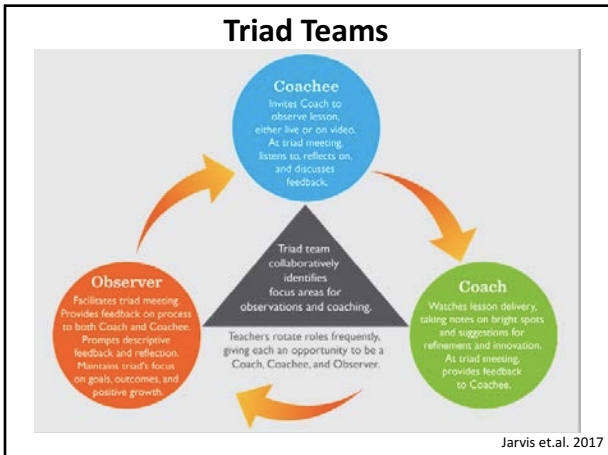 Triad Teams
Coachee
Invites Coach to
observe lesson,
either live or on video.
At triad meeting,
listens to, reflects on,
and discusses
feedback.
Triad team
collaboratively
identifies
focus areas for
observations and coaching.
Observer
Facilitates triad meeting.
Provides feedback on process
to both Coach and Coachee.
Prompts descriptive
feedback and reflection.
Maintains triad's focus
on goals, outcomes, and
positive growth.
Teachers rotate roles frequently,
giving each an opportunity to be a
Coach, Coachee, and Observer.
Coach
Watches lesson delivery,
taking notes on bright spots
and suggestions for
refinement and innovation.
At triad meeting,
provides feedback
to Coachee.
Jarvis et.al. 2017